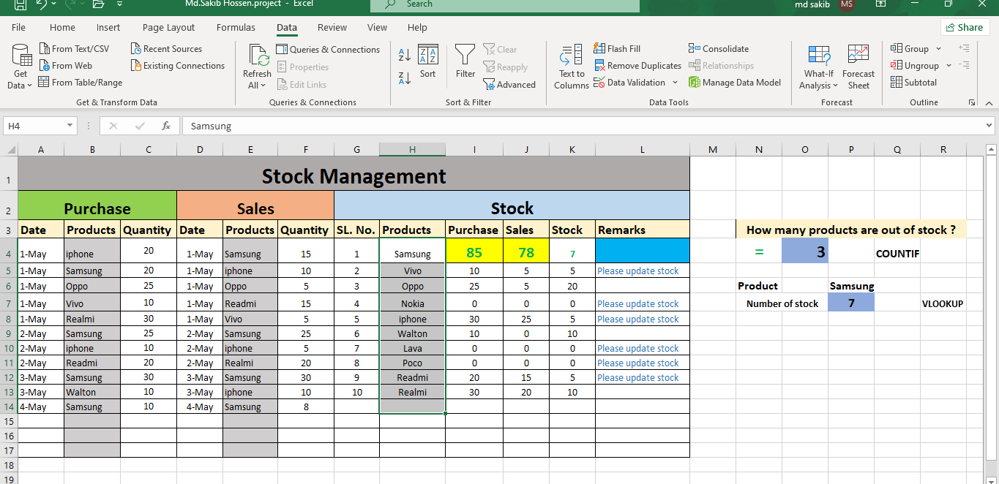 Md.Sakib Hossen.project - Excel
Search
md sakib MS
File Home Insert Page Layout Formulas Data Review View Help
Share
Get Data
From Text/CSV
From Web
From Table/Range
Recent Sources
Existing Connections
Get & Transform Data
Refresh All
Queries & Connections
Properties
Edit Links
Queries & Connections
Sort
Filter
Clear
Reapply
Advanced
Sort & Filter
Text to Columns
Flash Fill
Remove Duplicates
Data Validation
Consolidate
Relationships
Manage Data Model
Data Tools
What-If Analysis
Forecast Sheet
Forecast
Group
Ungroup
Subtotal
Outline
H4 fx Samsung
A B C D E F G H I J K L M N O P Q R
1 Stock Management
2 Purchase Sales Stock
3 Date Products Quantity Date Products Quantity SL. No. Products Purchase Sales Stock Remarks How many products are out of stock ?
4 1-May iphone 20 1-May Samsung 15 1 Samsung 85 78 7 = 3 COUNTIF
5 1-May Samsung 20 1-May iphone 10 2 Vivo 10 5 5 Please update stock
6 1-May Oppo 25 1-May Oppo 5 3 Oppo 25 5 20 Product Samsung
7 1-May Vivo 10 1-May Readmi 15 4 Nokia 0 0 0 Please update stock Number of stock 7 VLOOKUP
8 1-May Realmi 30 1-May Vivo 5 5 iphone 30 25 5 Please update stock
9 2-May Samsung 25 2-May Samsung 25 6 Walton 10 0 10
10 2-May iphone 10 2-May iphone 5 7 Lava 0 0 0 Please update stock
11 2-May Readmi 20 2-May Realmi 20 8 Poco 0 0 0 Please update stock
12 3-May Samsung 30 3-May Samsung 30 9 Readmi 20 15 5 Please update stock
13 3-May Walton 10 3-May iphone 10 10 Realmi 30 20 10
14 4-May Samsung 10 4-May Samsung 8
15
16
17
18
19